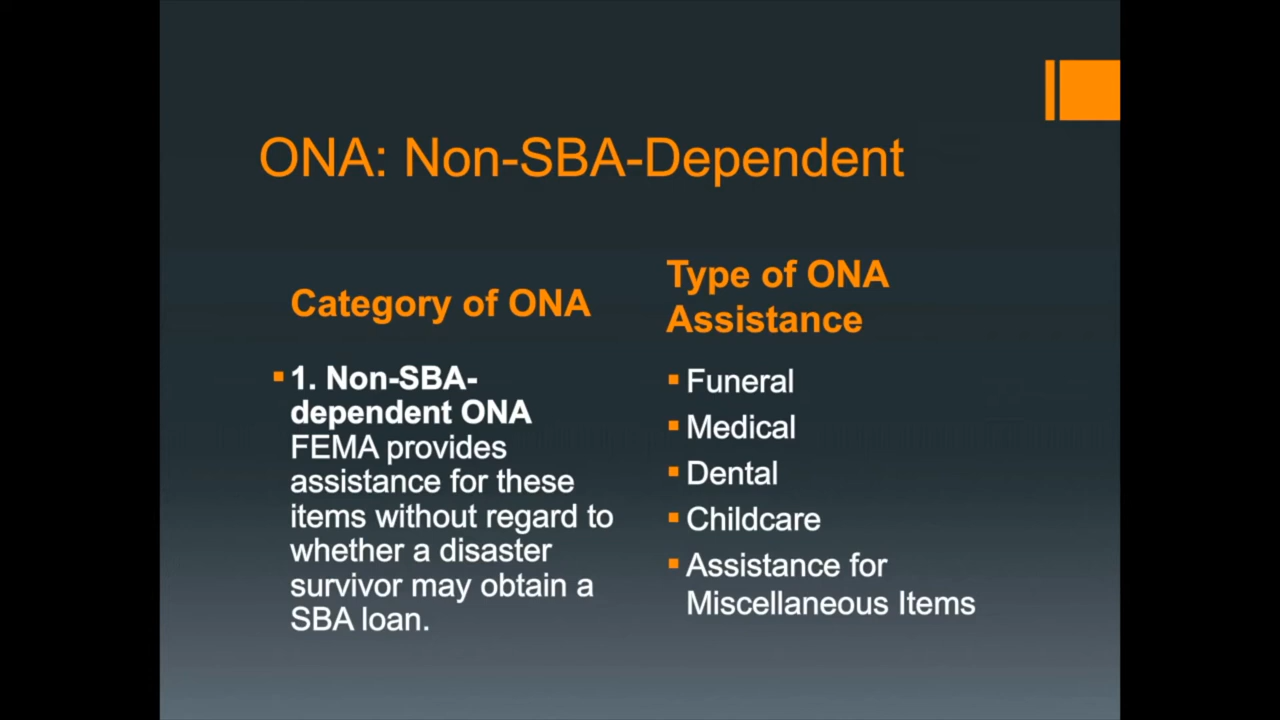 ONA: Non-SBA-Dependent
Category of ONA
▪1. Non-SBA-
dependent ONA
FEMA provides
assistance for these
items without regard to
whether a disaster
survivor may obtain a
SBA loan.
Type of ONA
Assistance
▪Funeral
▪Medical
▪Dental
▪Childcare
▪Assistance for
Miscellaneous Items